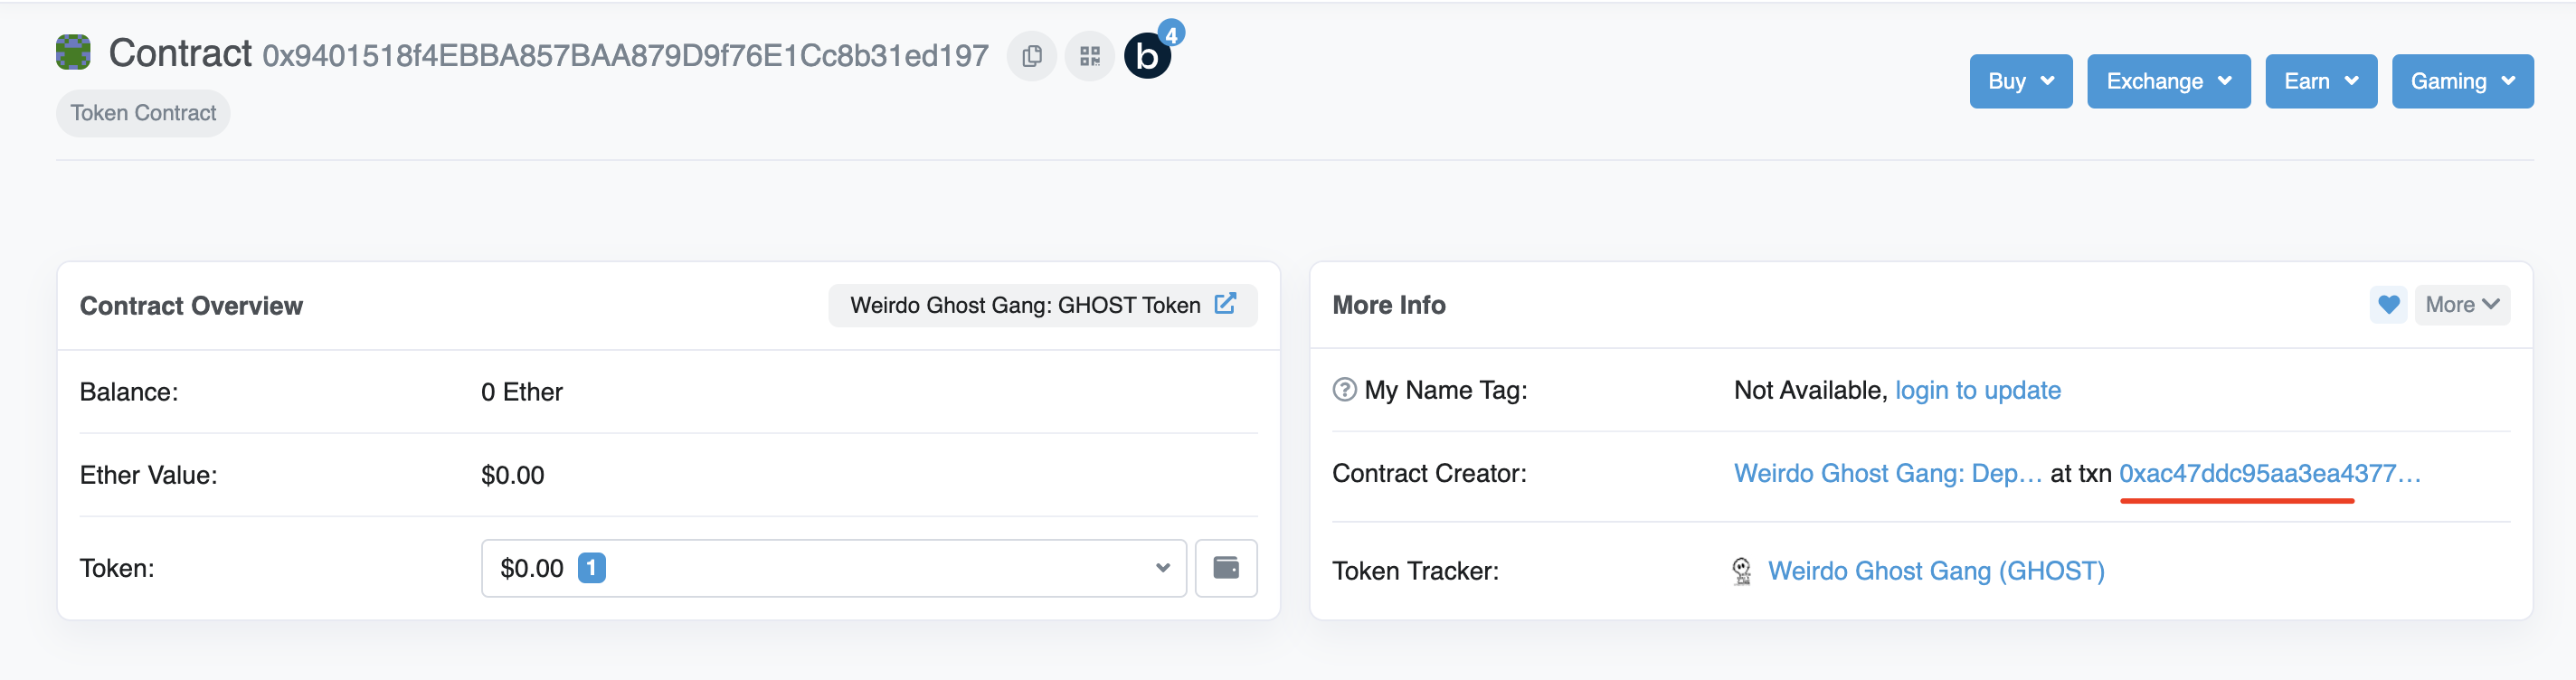 Contract 0x9401518f4EBBA857BAA879D9f76E1Cc8b31ed197 b 4
Buy Exchange Earn Gaming
Token Contract
Contract Overview
Weirdo Ghost Gang: GHOST Token
Balance: 0 Ether
Ether Value: $0.00
Token: $0.00 1
More Info
More
? My Name Tag: Not Available, login to update
Contract Creator: Weirdo Ghost Gang: Dep... at txn 0xac47ddc95aa3ea4377...
Token Tracker: Weirdo Ghost Gang (GHOST)